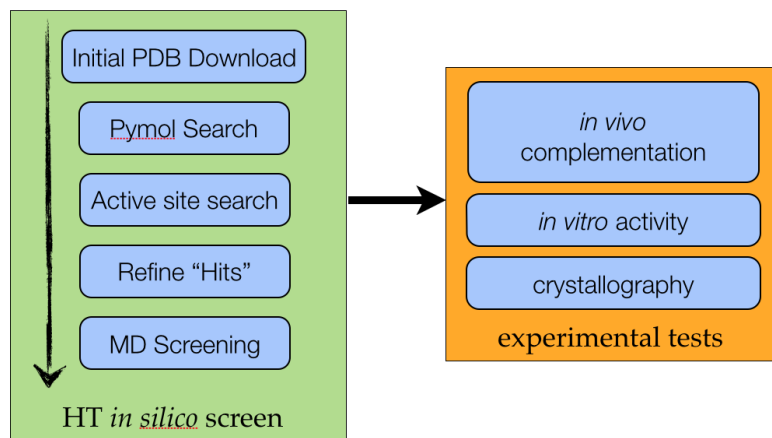 Initial PDB Download
Pymol Search
Active site search
Refine “Hits”
MD Screening
HT in silico screen
in vivo
complementation
in vitro activity
crystallography
experimental tests